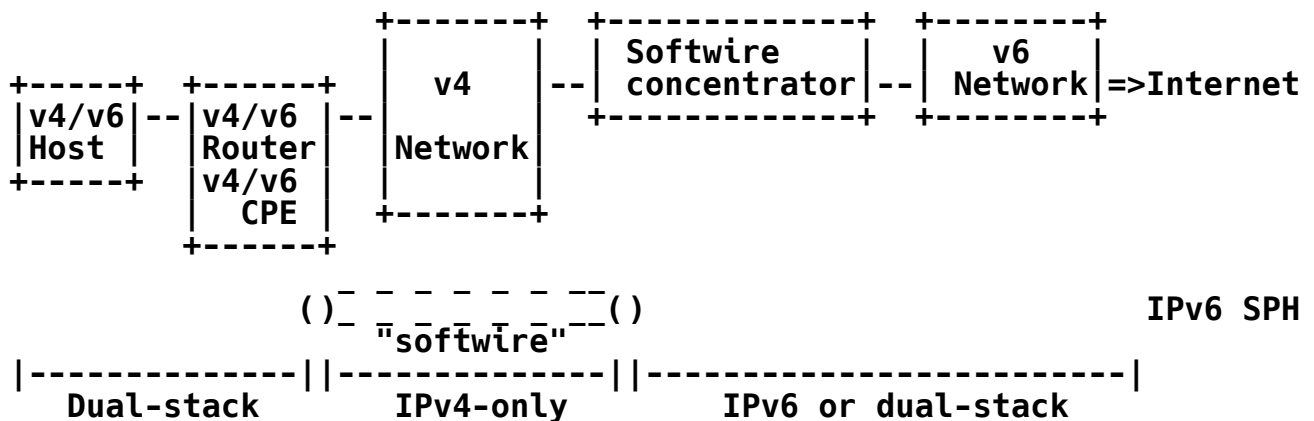 +-------+  +-------------+  +--------+
                   |       |  | Softwire    |  |   v6   |
+-----+  +------+  |  v4   |--| concentrator|--| Network|=>Internet
|v4/v6|--|v4/v6 |--|       |  +-------------+  +--------+
|Host |  |Router|  |Network|
+-----+  |v4/v6 |  |       |
         |  CPE |  +-------+
         +------+
               ()_ _ _ _ _ _ __()                          IPv6 SPH
                   "softwire"
|--------------||--------------||-------------------------|
   Dual-stack       IPv4-only        IPv6 or dual-stack